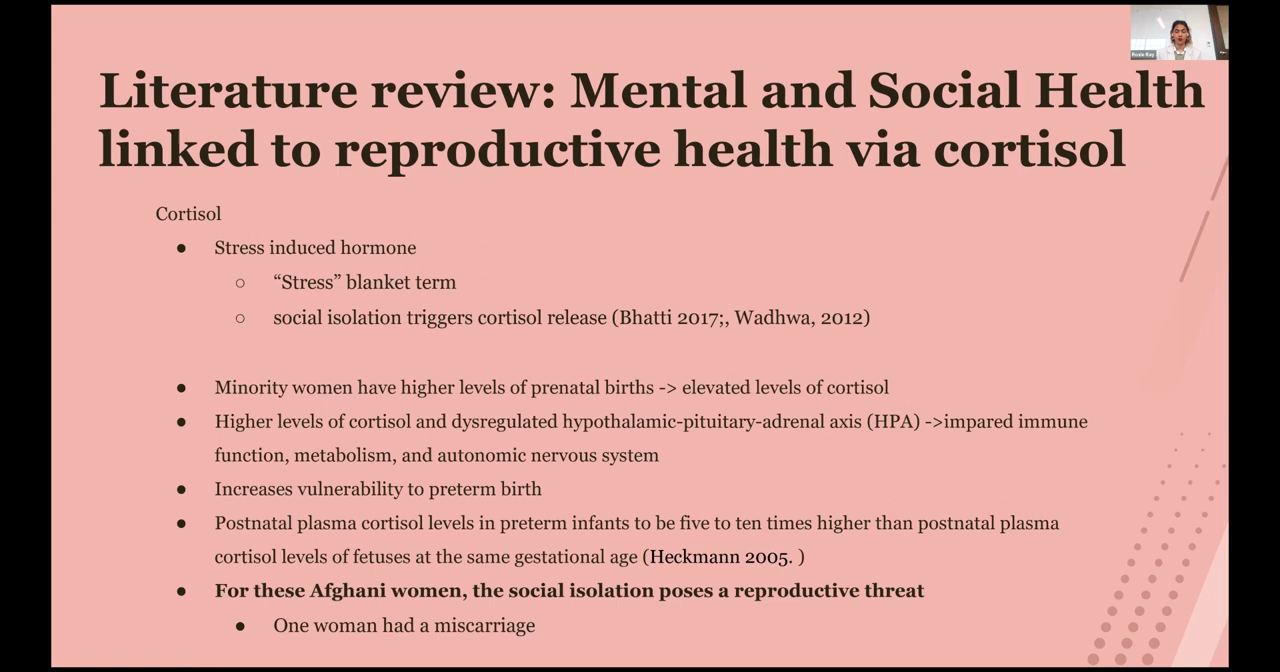 Literature review: Mental and Social Health
linked to reproductive health via cortisol
Cortisol
● Stress induced hormone
○ “Stress” blanket term
○ social isolation triggers cortisol release (Bhatti 2017;, Wadhwa, 2012)
● Minority women have higher levels of prenatal births -> elevated levels of cortisol
● Higher levels of cortisol and dysregulated hypothalamic-pituitary-adrenal axis (HPA) ->impared immune
function, metabolism, and autonomic nervous system
● Increases vulnerability to preterm birth
● Postnatal plasma cortisol levels in preterm infants to be five to ten times higher than postnatal plasma
cortisol levels of fetuses at the same gestational age (Heckmann 2005. )
● For these Afghani women, the social isolation poses a reproductive threat
● One woman had a miscarriage